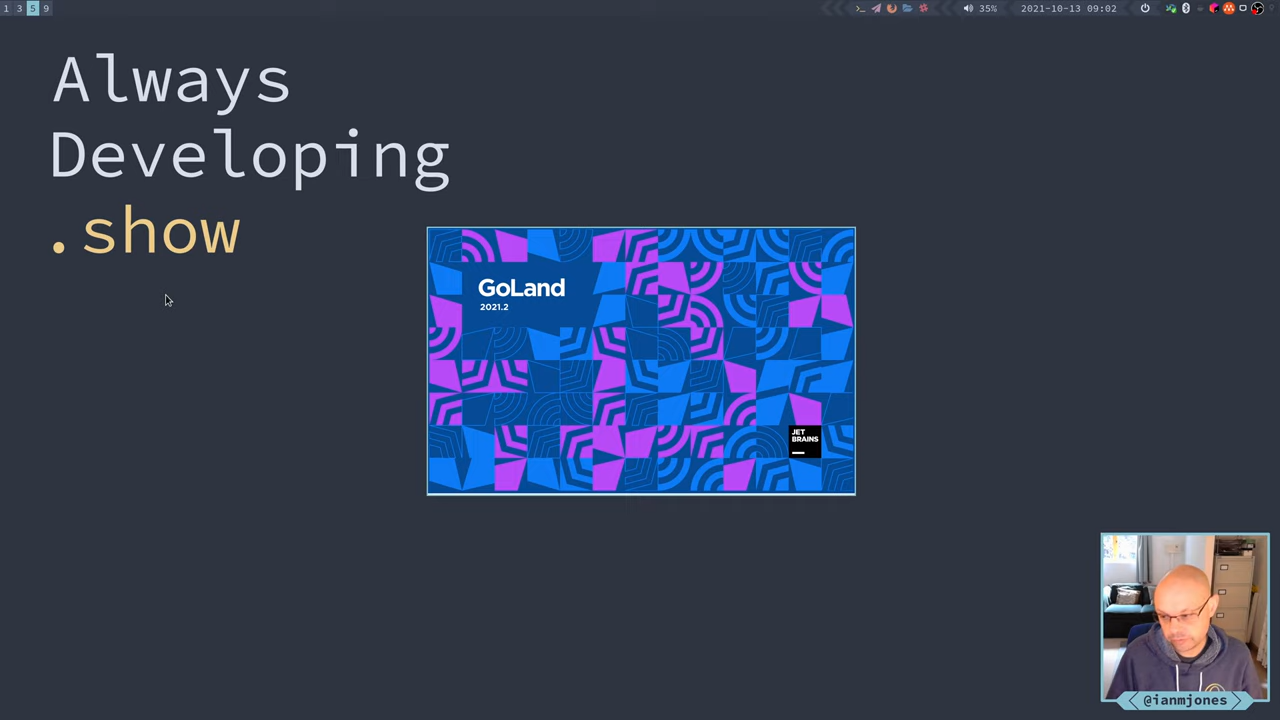 1 3 5 9
35%
2021-10-13 09:02
Always
Developing
.show
GoLand
2021.2
JET
BRAINS
@ianmjones